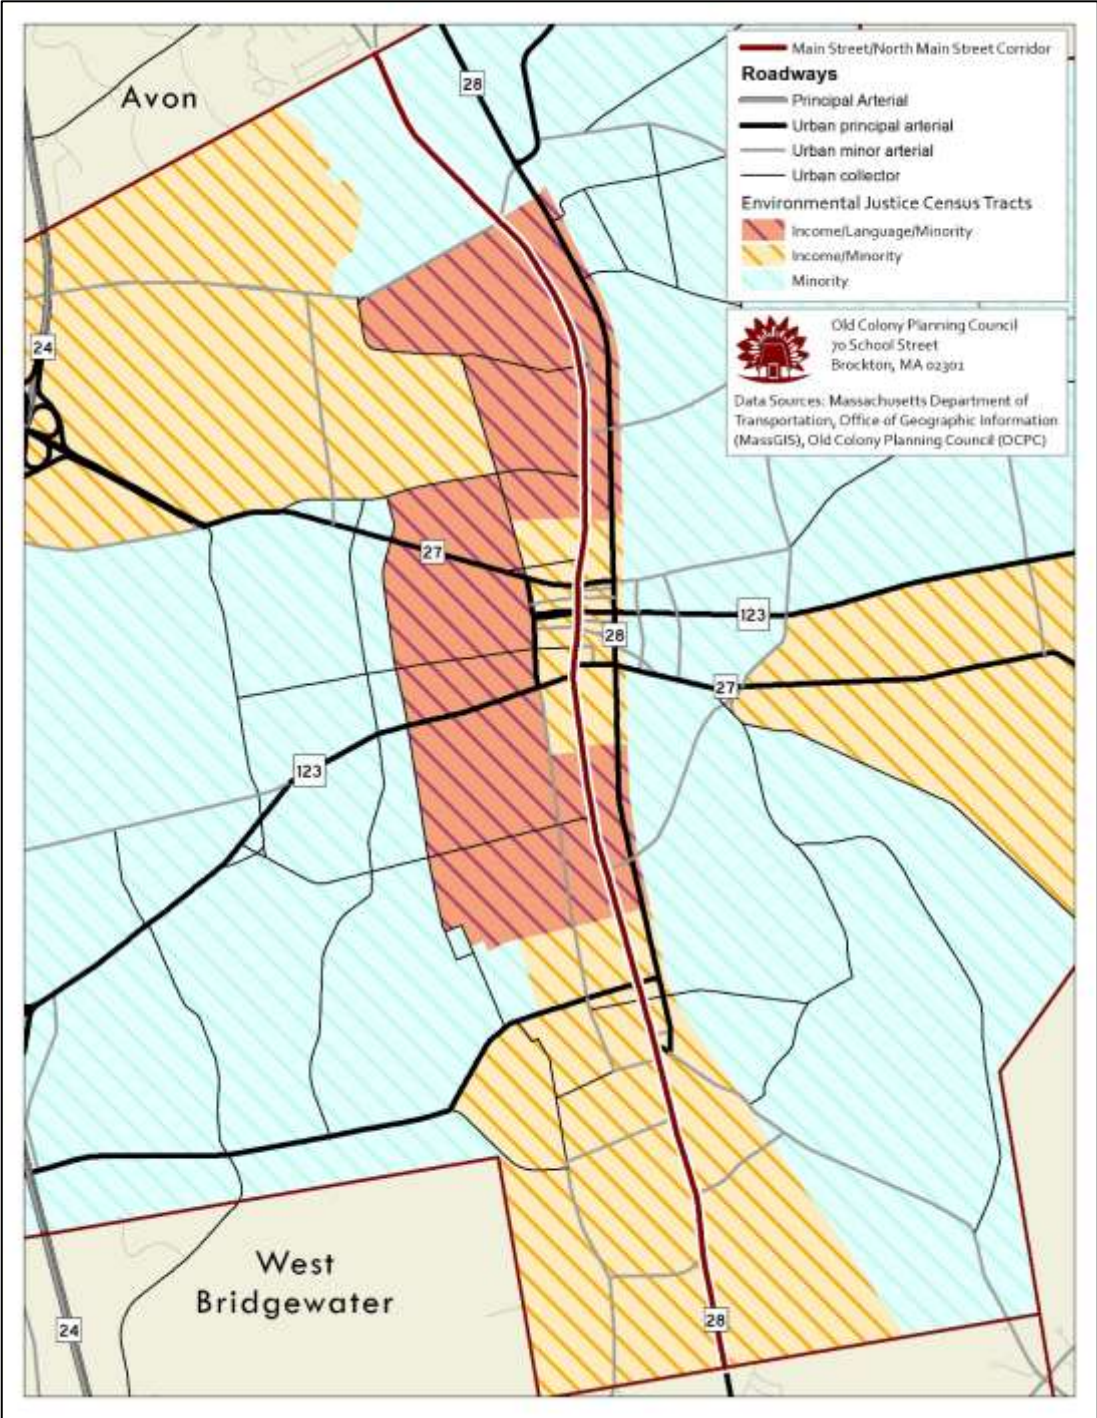 Avon
28
Main Street/North Main Street Corridor
Roadways
Principal Arterial
Urban principal arterial
Urban minor arterial
Urban collector
Environmental Justice Census Tracts
Income/Language/Minority
Income/Minority
Minority
Old Colony Planning Council
70 School Street
Brockton, MA 02301
Data Sources: Massachusetts Department of
Transportation, Office of Geographic Information
(MassGIS), Old Colony Planning Council (OCPC)
24
27
123
28
27
123
West
Bridgewater
28
24